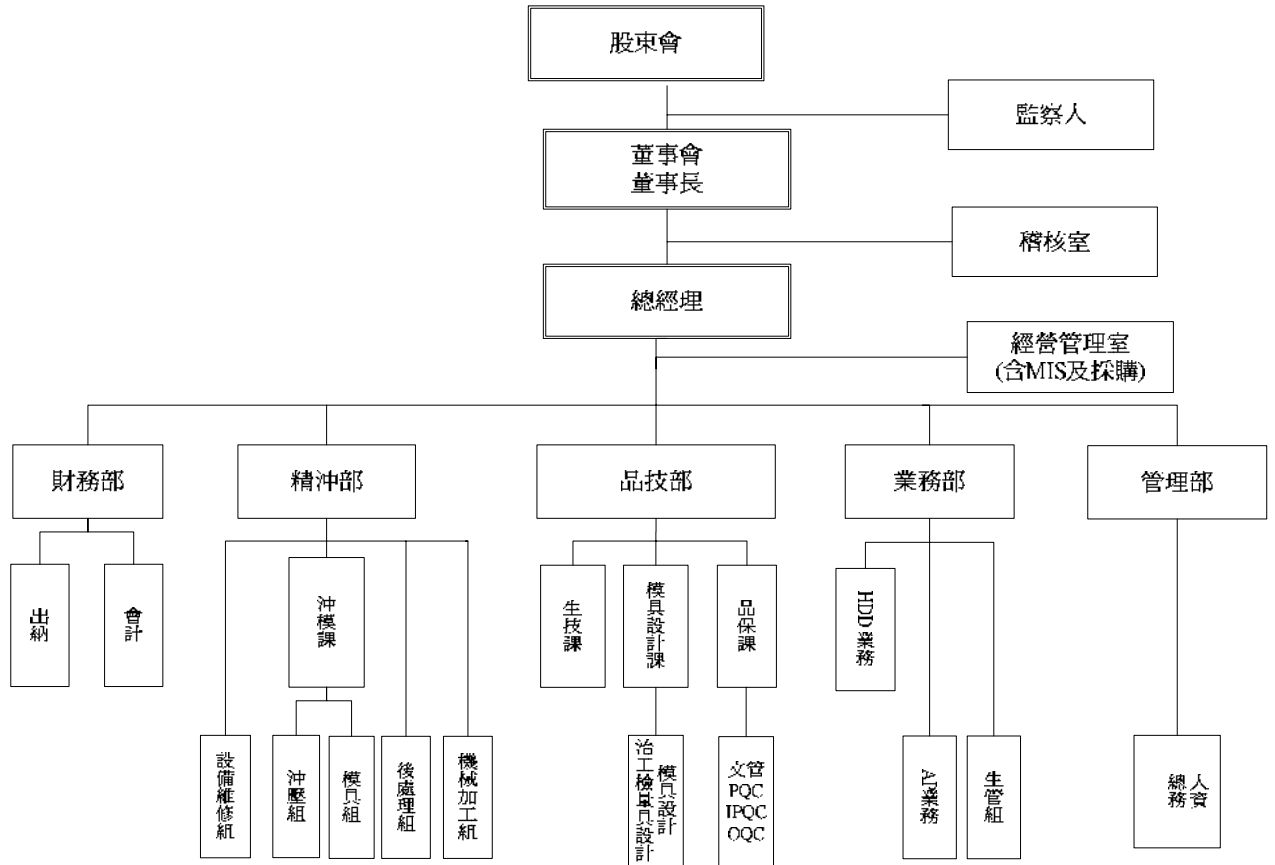 股東會
監察人
董事會
董事長
稽核室
總經理
經營管理室
(含MIS及採購)
財務部
精沖部
品技部
業務部
管理部
出納
會計
沖模課
生技課
模具設計課
品保課
HDD業務
設備維修組
沖壓組
模具組
後處理組
機械加工組
模具設計
治工檢量具設計
文管
PQC
IPQC
OQC
AI業務
生管組
人資
總務